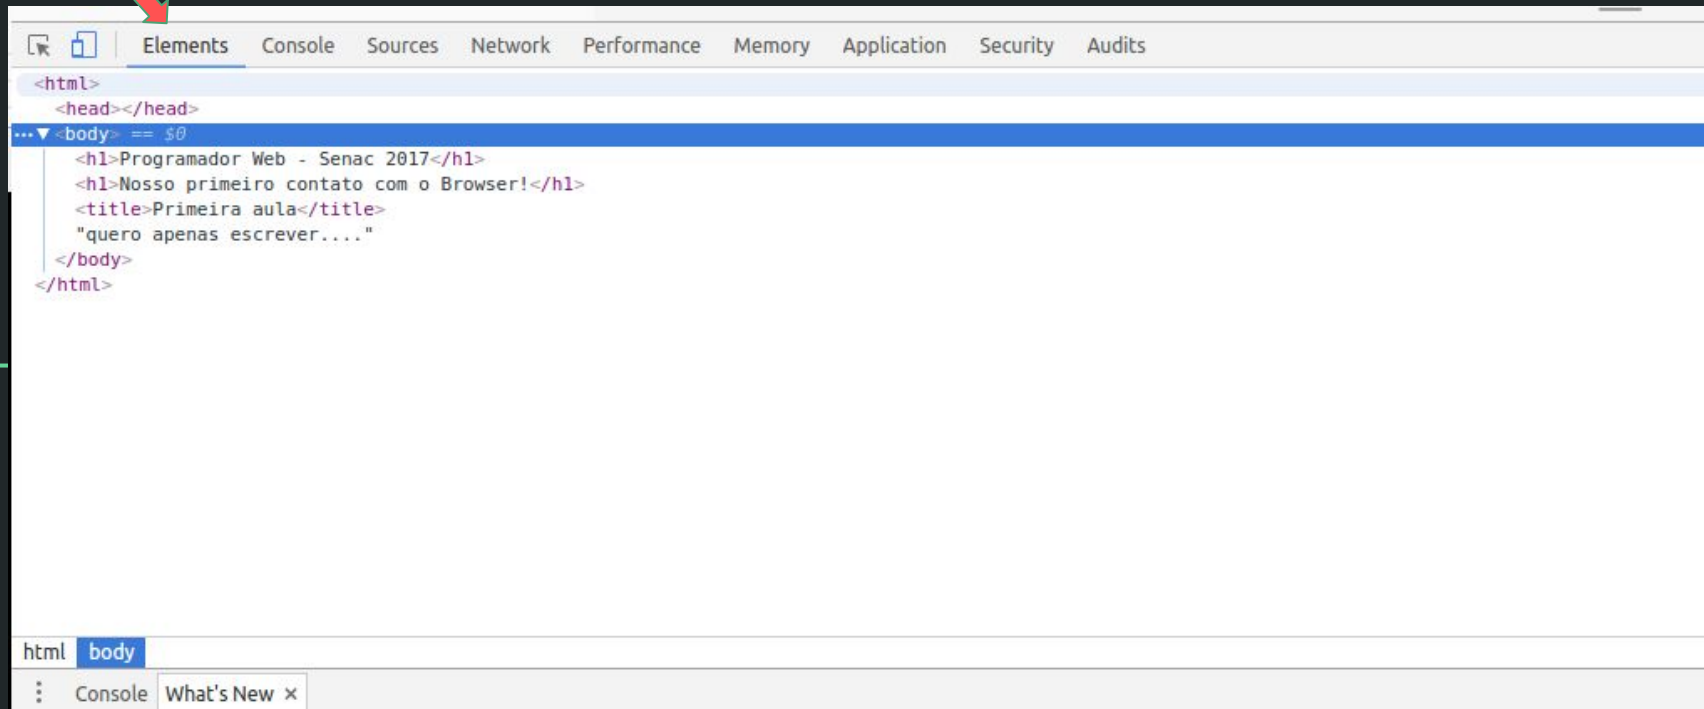 Elements Console Sources Network Performance Memory Application Security Audits
<html>
<head></head>
<body> == $0
<h1>Programador Web - Senac 2017</h1>
<h1>Nosso primeiro contato com o Browser!</h1>
<title>Primeira aula</title>
"quero apenas escrever...."
</body>
</html>
html body
Console What's New ×